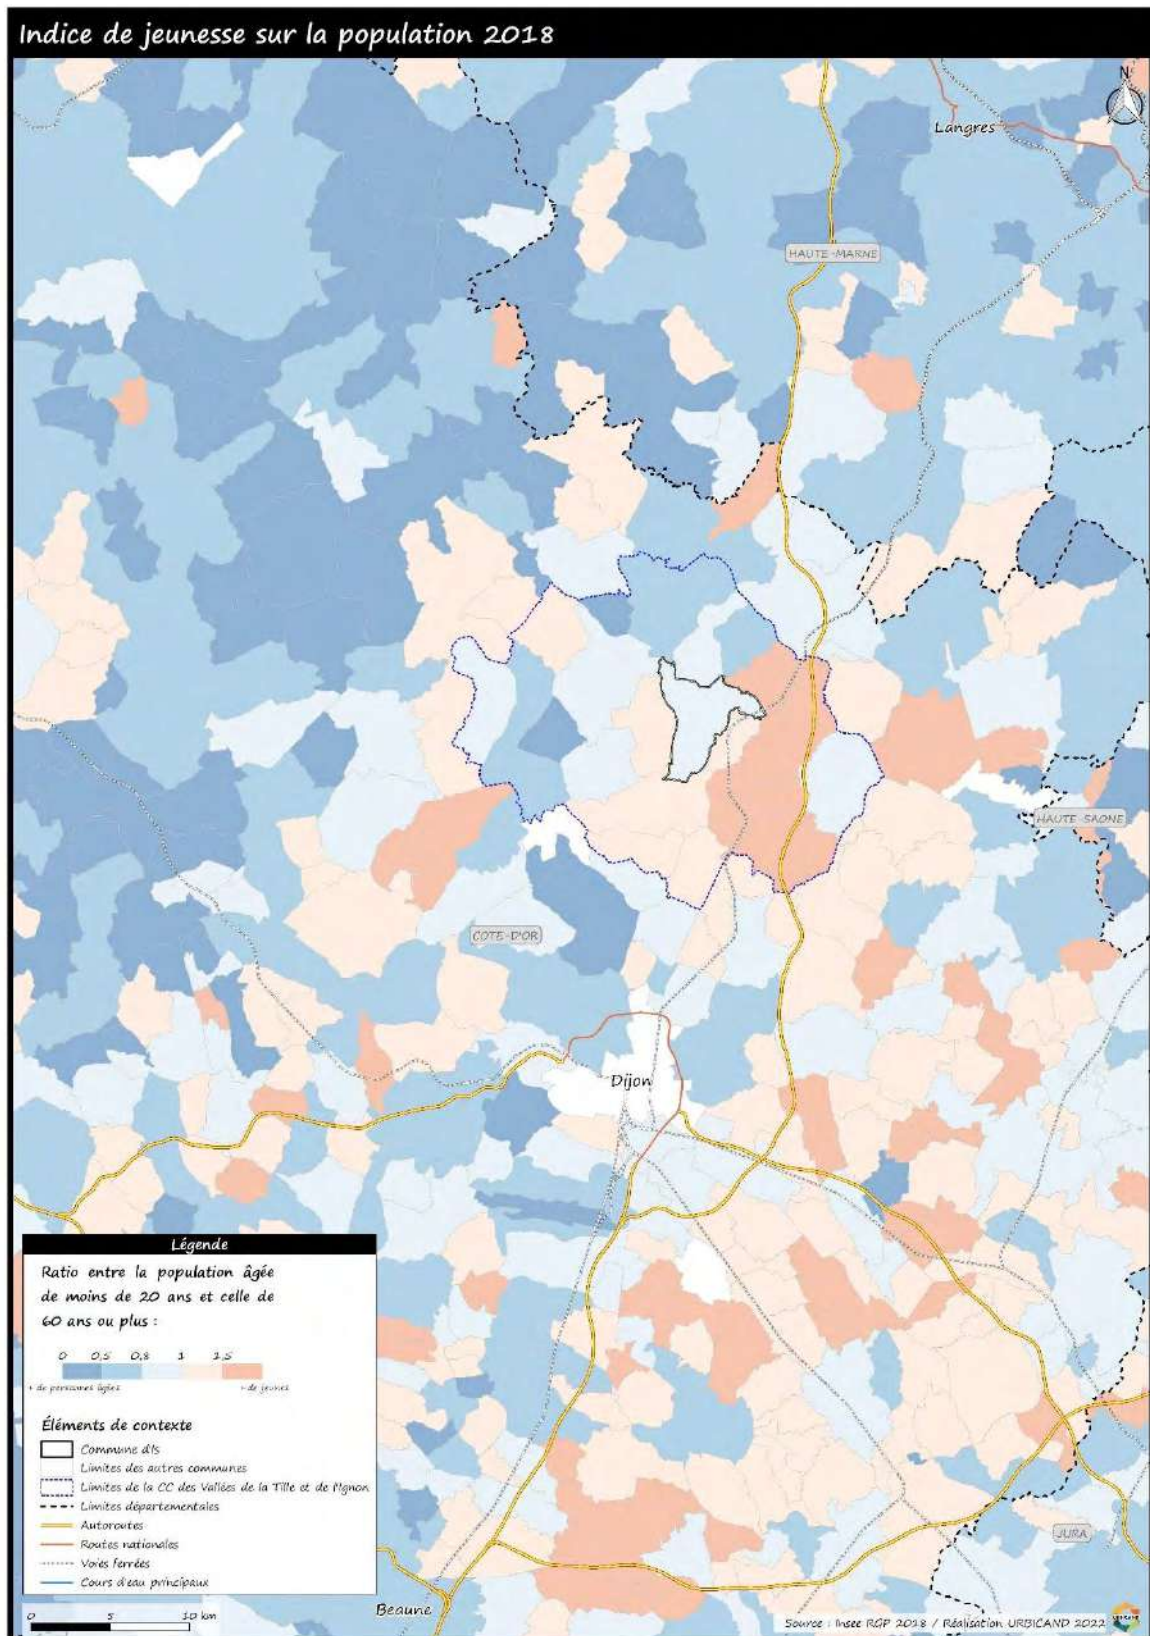 Indice de jeunesse sur la population 2018
N
Langres
HAUTE-MARNE
HAUTE-SAONE
COTE-D'OR
Dijon
Légende
Ratio entre la population âgée
de moins de 20 ans et celle de
60 ans ou plus :
0 0,5 0,8 1 1,5
+ de personnes âgées + de jeunes
Éléments de contexte
Commune d'Is
Limites des autres communes
Limites de la CC des Vallées de la Tille et de l'Ignon
Limites départementales
Autoroutes
Routes nationales
Voies ferrées
Cours d'eau principaux
JURA
Beaune
0 5 10 km
Source : Insee RGP 2018 / Réalisation URBICAND 2022